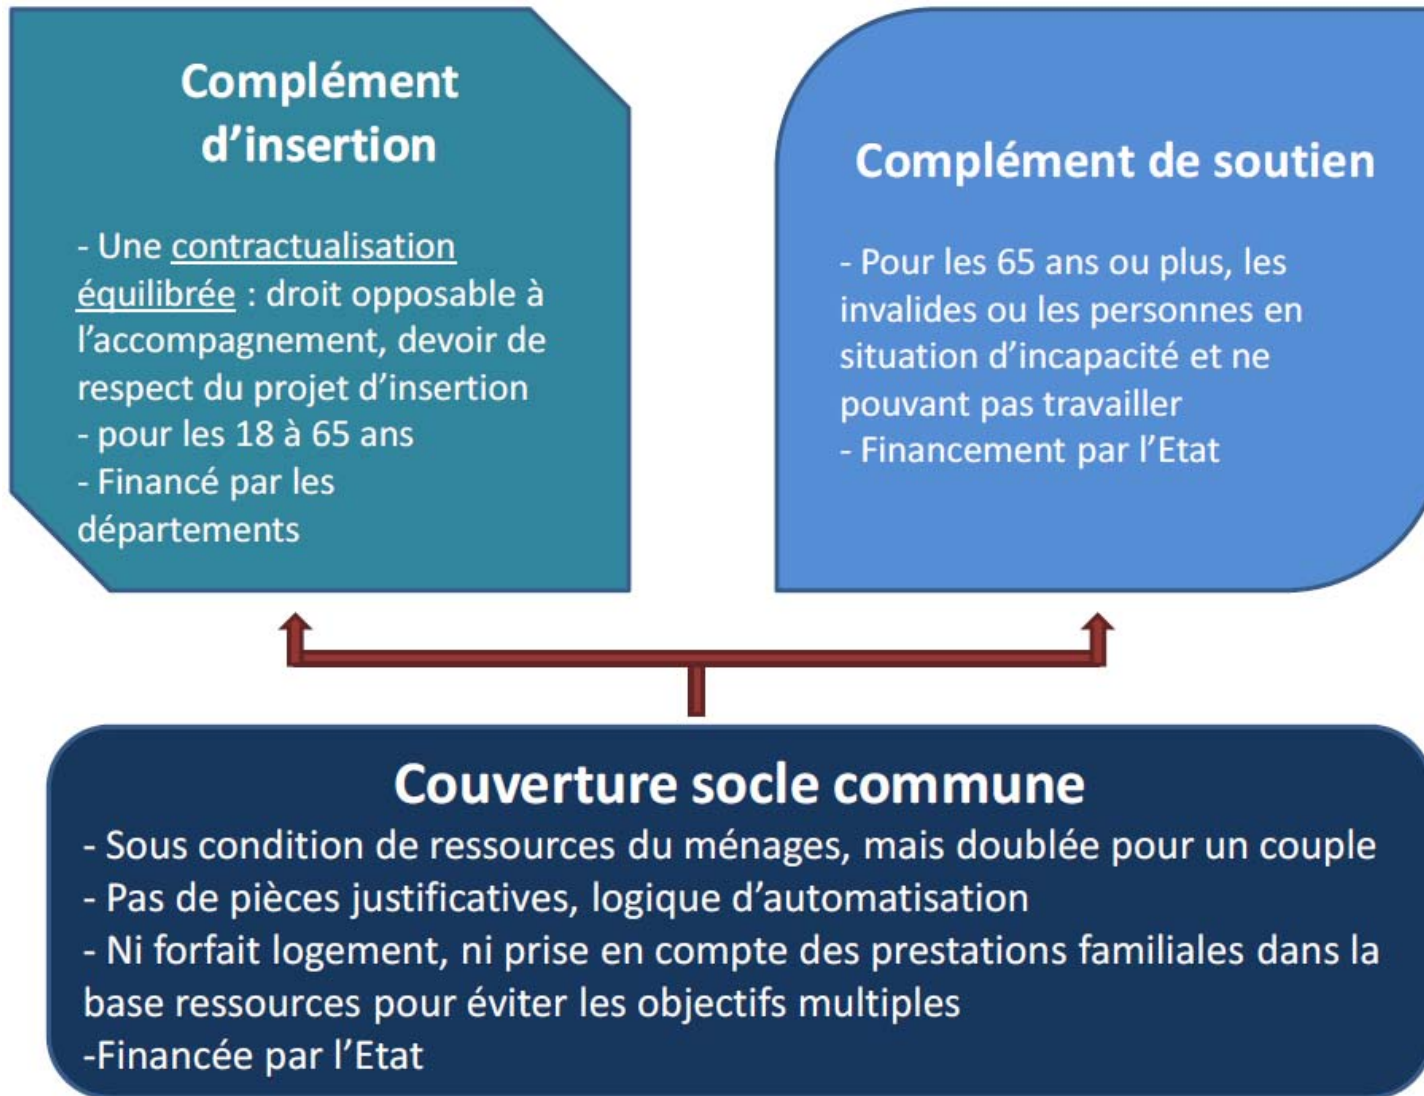 Complément
d’insertion
- Une contractualisation
équilibrée : droit opposable à
l’accompagnement, devoir de
respect du projet d’insertion
- pour les 18 à 65 ans
- Financé par les
départements
Complément de soutien
- Pour les 65 ans ou plus, les
invalides ou les personnes en
situation d’incapacité et ne
pouvant pas travailler
- Financement par l’Etat
Couverture socle commune
- Sous condition de ressources du ménages, mais doublée pour un couple
- Pas de pièces justificatives, logique d’automatisation
- Ni forfait logement, ni prise en compte des prestations familiales dans la
base ressources pour éviter les objectifs multiples
-Financée par l’Etat